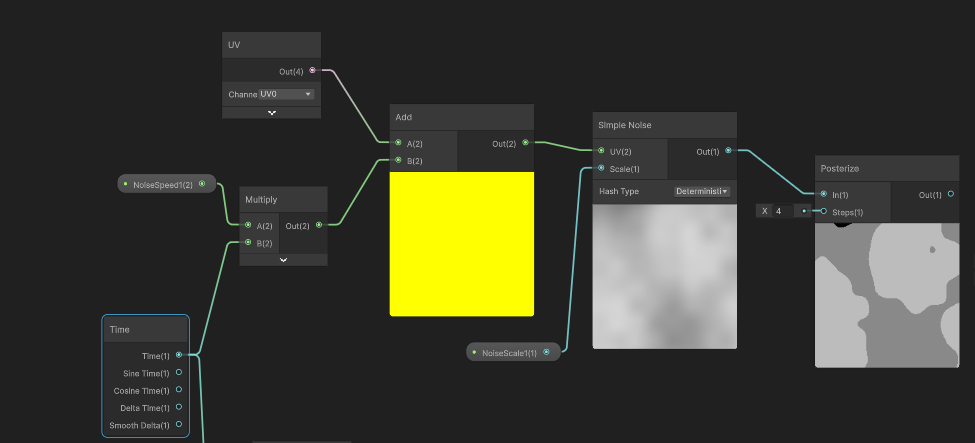 UV
Out(4)
Channe UV0
Add
A(2) Out(2)
B(2)
Simple Noise
UV(2) Out(1)
Scale(1)
Hash Type Deterministi
Posterize
In(1) Out(1)
X 4 Steps(1)
NoiseSpeed1(2)
Multiply
A(2) Out(2)
B(2)
NoiseScale1(1)
Time
Time(1)
Sine Time(1)
Cosine Time(1)
Delta Time(1)
Smooth Delta(1)